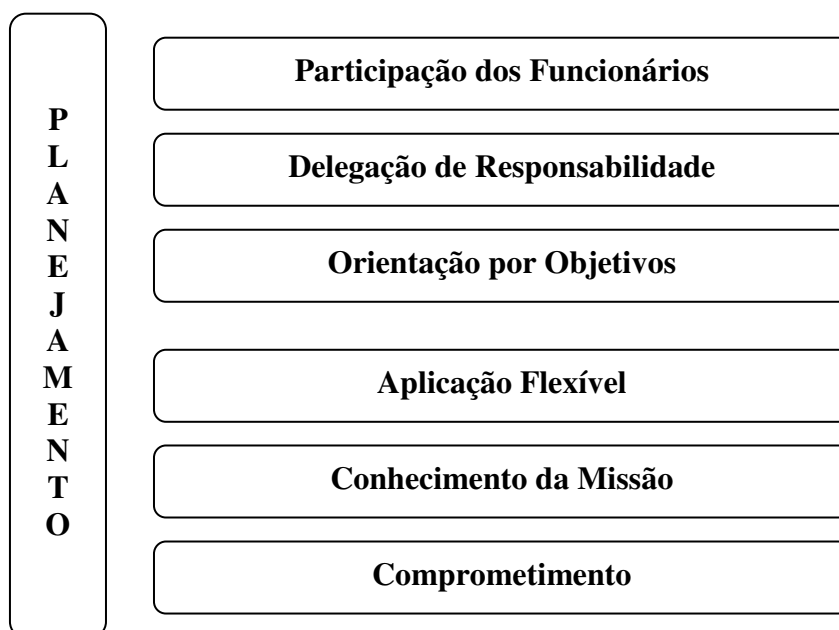 PLANEJAMENTO
Participação dos Funcionários
Delegação de Responsabilidade
Orientação por Objetivos
Aplicação Flexível
Conhecimento da Missão
Comprometimento